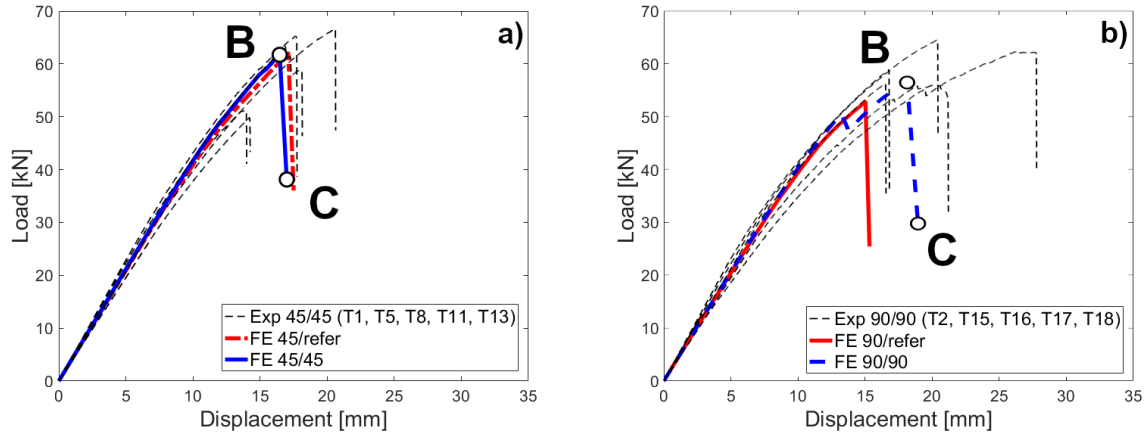 a)
B
C
70
60
50
40
30
20
10
0
Load [kN]
0 5 10 15 20 25 30 35
Displacement [mm]
Exp 45/45 (T1, T5, T8, T11, T13)
FE 45/refer
FE 45/45
b)
B
C
70
60
50
40
30
20
10
0
Load [kN]
0 5 10 15 20 25 30 35
Displacement [mm]
Exp 90/90 (T2, T15, T16, T17, T18)
FE 90/refer
FE 90/90